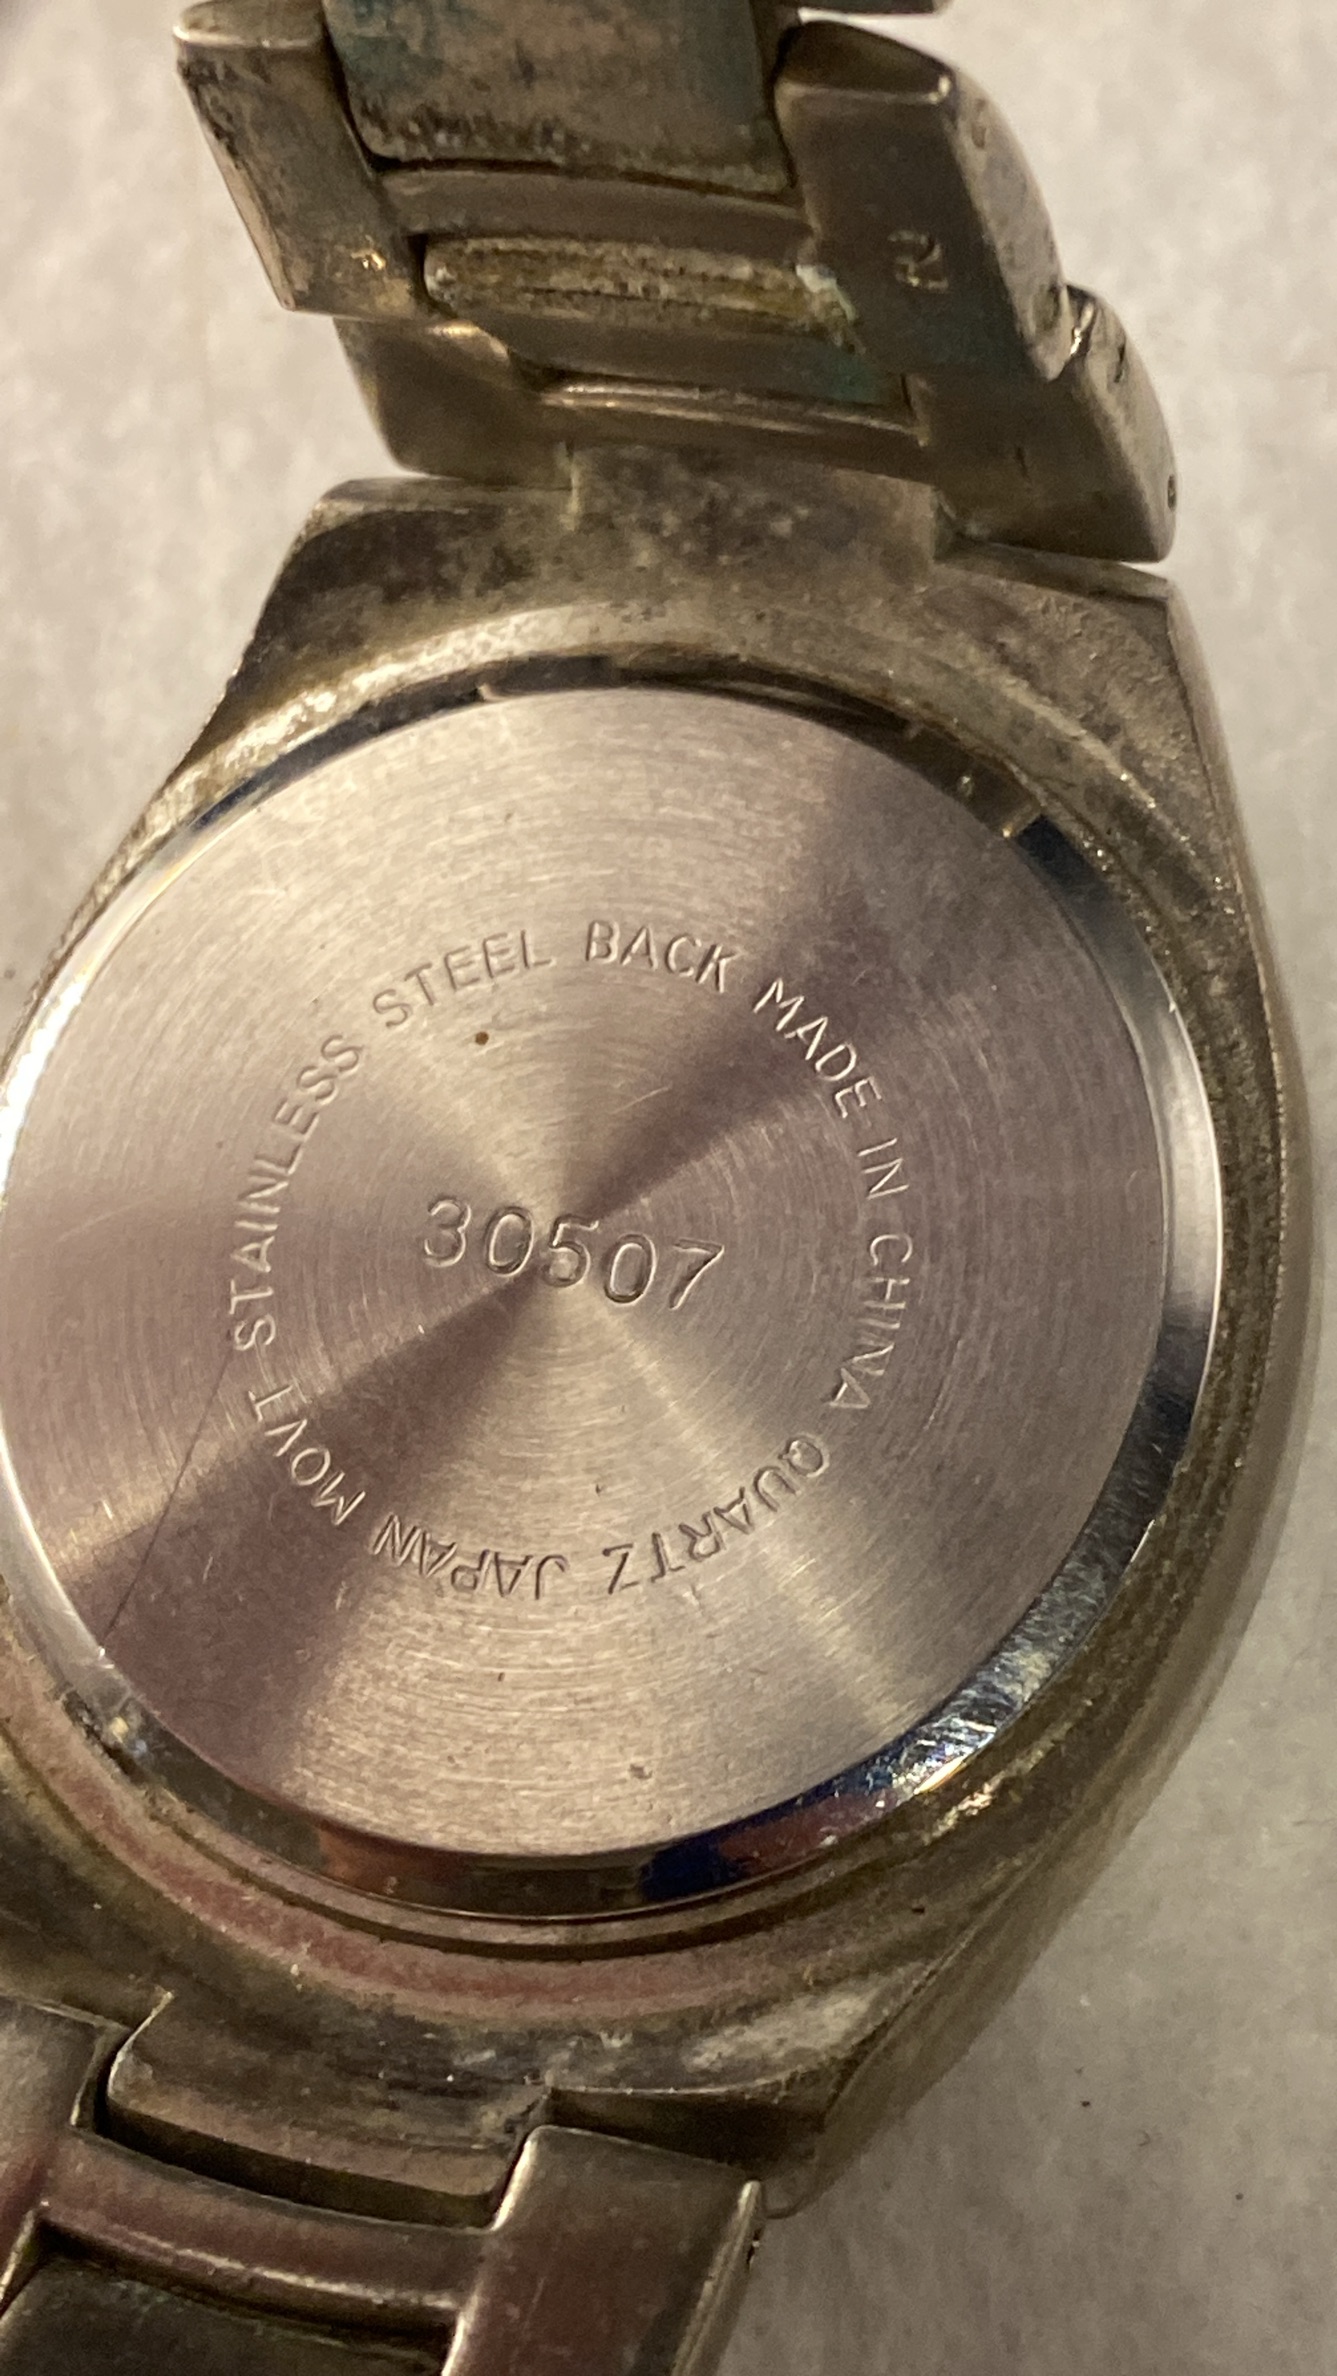 STAINLESS STEEL BACK MADE IN CHINA QUARTZ JAPAN MOVT
30507